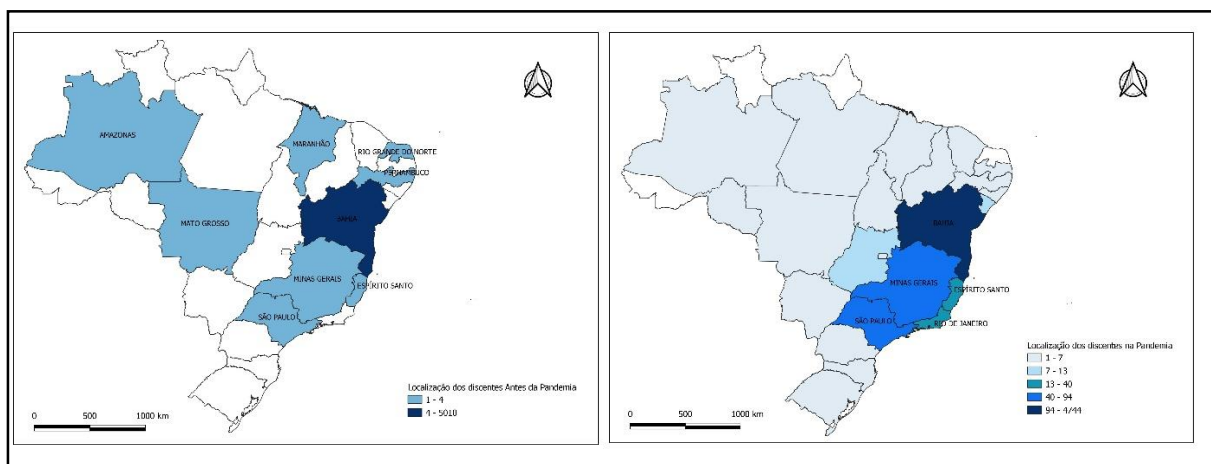 AMAZONAS
MARANHÃO
RIO GRANDE DO NORTE
PERNAMBUCO
MATO GROSSO
BAHIA
MINAS GERAIS
ESPÍRITO SANTO
SÃO PAULO
Localização dos discentes Antes da Pandemia
1 - 4
4 - 5010
0 500 1000 km
BAHIA
MINAS GERAIS
ESPÍRITO SANTO
SÃO PAULO
RIO DE JANEIRO
Localização dos discentes na Pandemia
1 - 7
7 - 13
13 - 40
40 - 94
94 - 4/44
0 500 1000 km